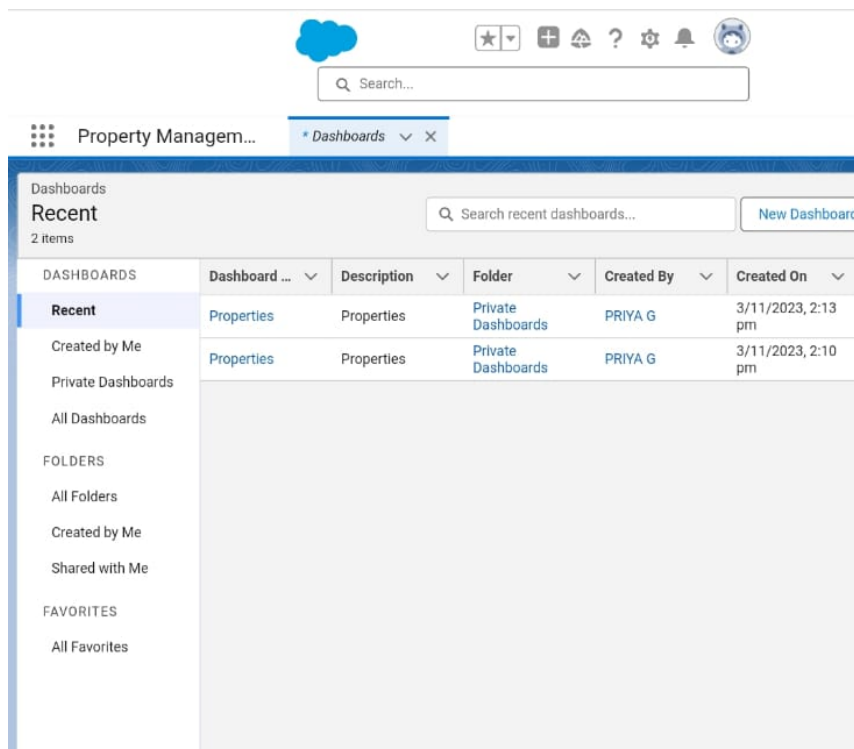 Search...
Property Managem...
* Dashboards
Dashboards
Recent
2 items
Search recent dashboards...
New Dashboard
DASHBOARDS
Recent
Created by Me
Private Dashboards
All Dashboards
FOLDERS
All Folders
Created by Me
Shared with Me
FAVORITES
All Favorites
Dashboard ... Description Folder Created By Created On
Properties Properties Private Dashboards PRIYA G 3/11/2023, 2:13 pm
Properties Properties Private Dashboards PRIYA G 3/11/2023, 2:10 pm